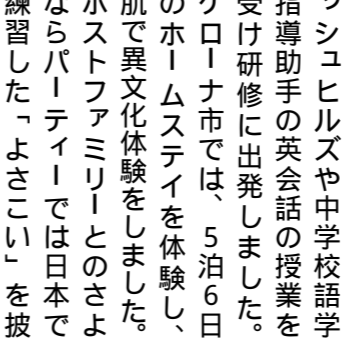 ッシュヒルズや中学校語学
指導助手の英会話の授業を
受け研修に出発しました。
ケローナ市では、5泊6日
のホームステイを体験し、
肌で異文化体験をしました。
ホストファミリーとのさよ
ならパーティーでは日本で
練習した「よさこい」を披